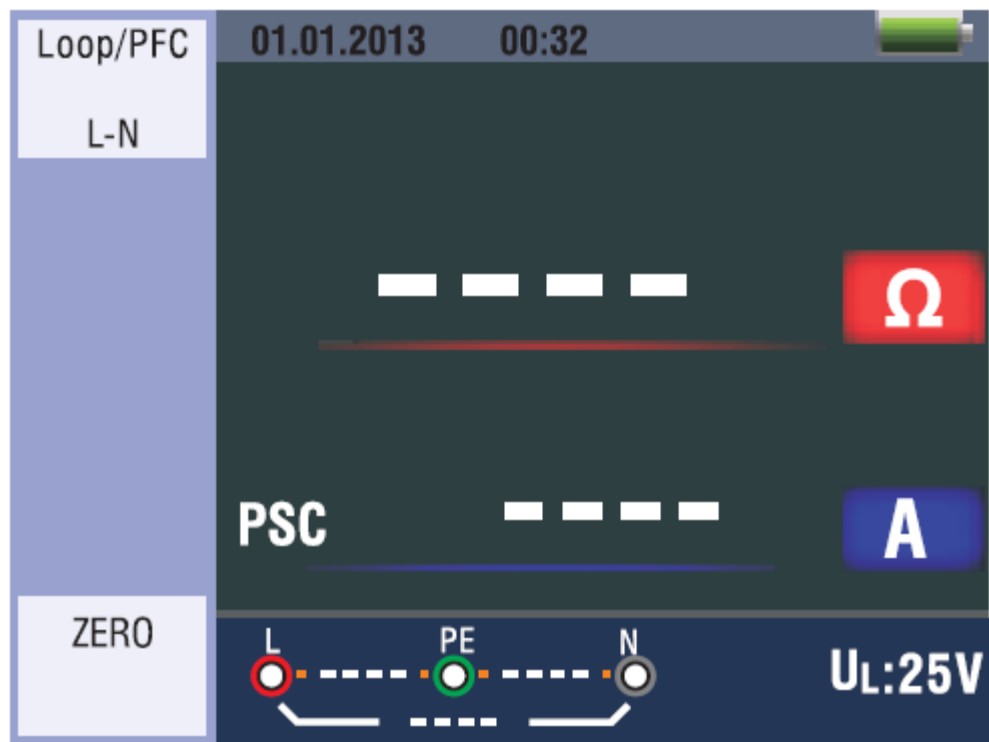 Loop/PFC
L-N
01.01.2013 00:32
---- Ω
PSC ---- A
ZERO
L PE N
---- ----
----
UL:25V